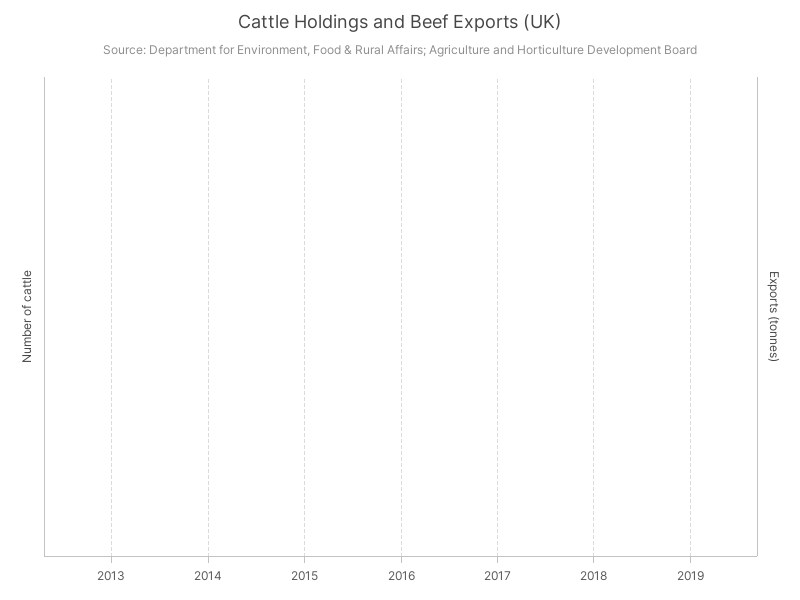 Cattle Holdings and Beef Exports (UK)
Source: Department for Environment, Food & Rural Affairs; Agriculture and Horticulture Development Board
Number of cattle
Exports (tonnes)
2013 2014 2015 2016 2017 2018 2019